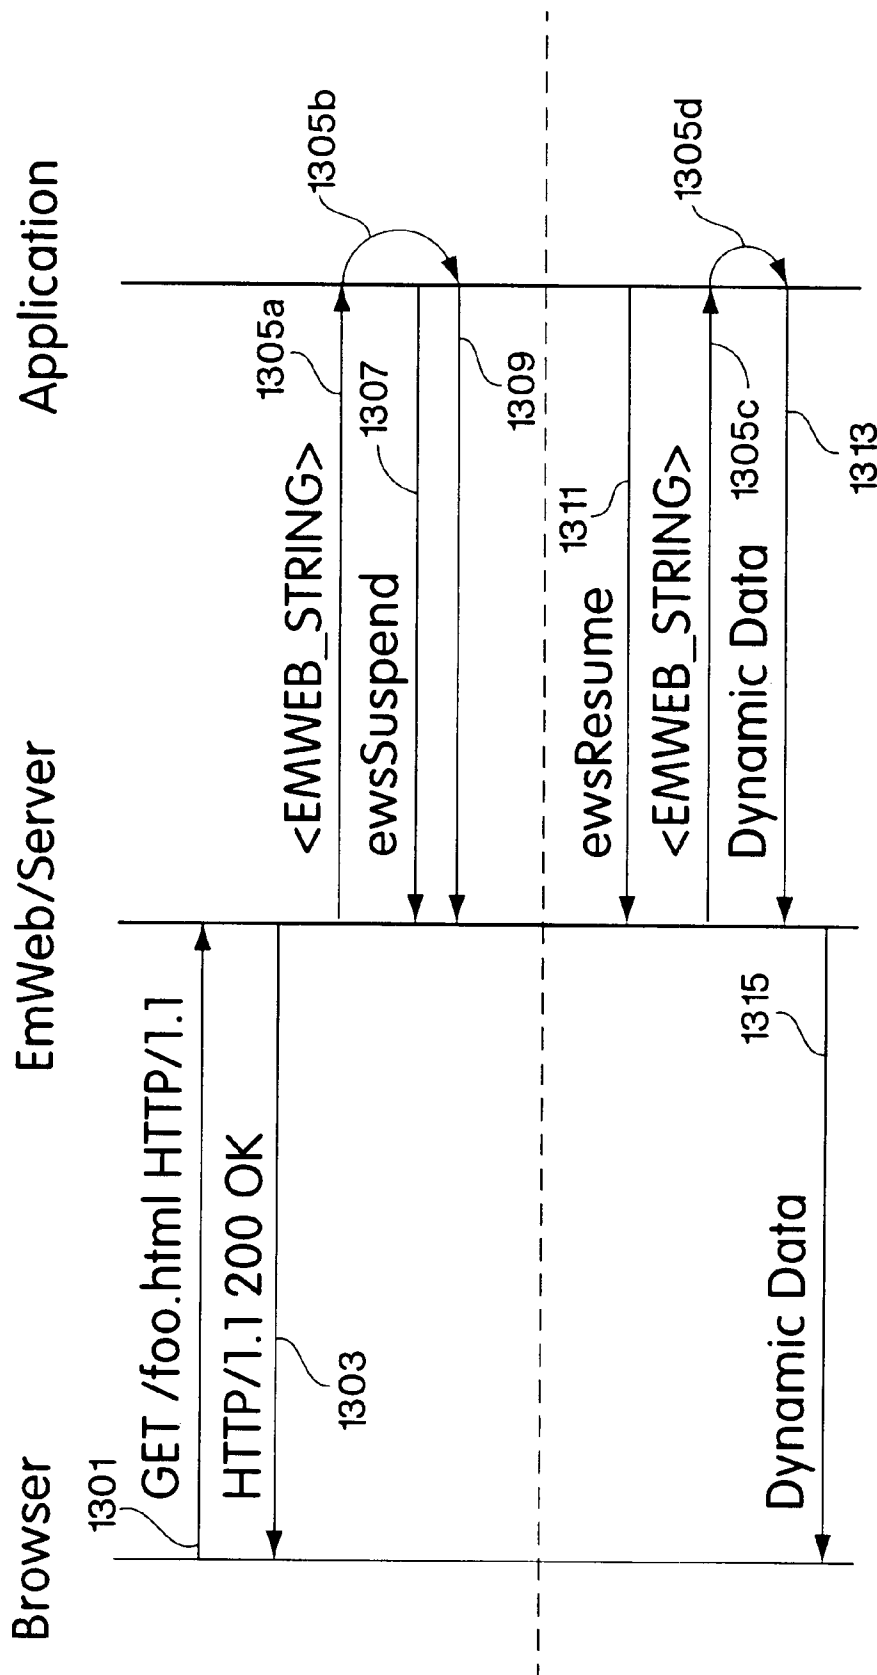 Browser
EmWeb/Server
Application
1301
GET /foo.html HTTP/1.1
HTTP/1.1 200 OK
1303
<EMWEB_STRING>
1305a
1305b
ewsSuspend
1307
1309
ewsResume
1311
<EMWEB_STRING>
1305c
1305d
Dynamic Data
1313
1315
Dynamic Data